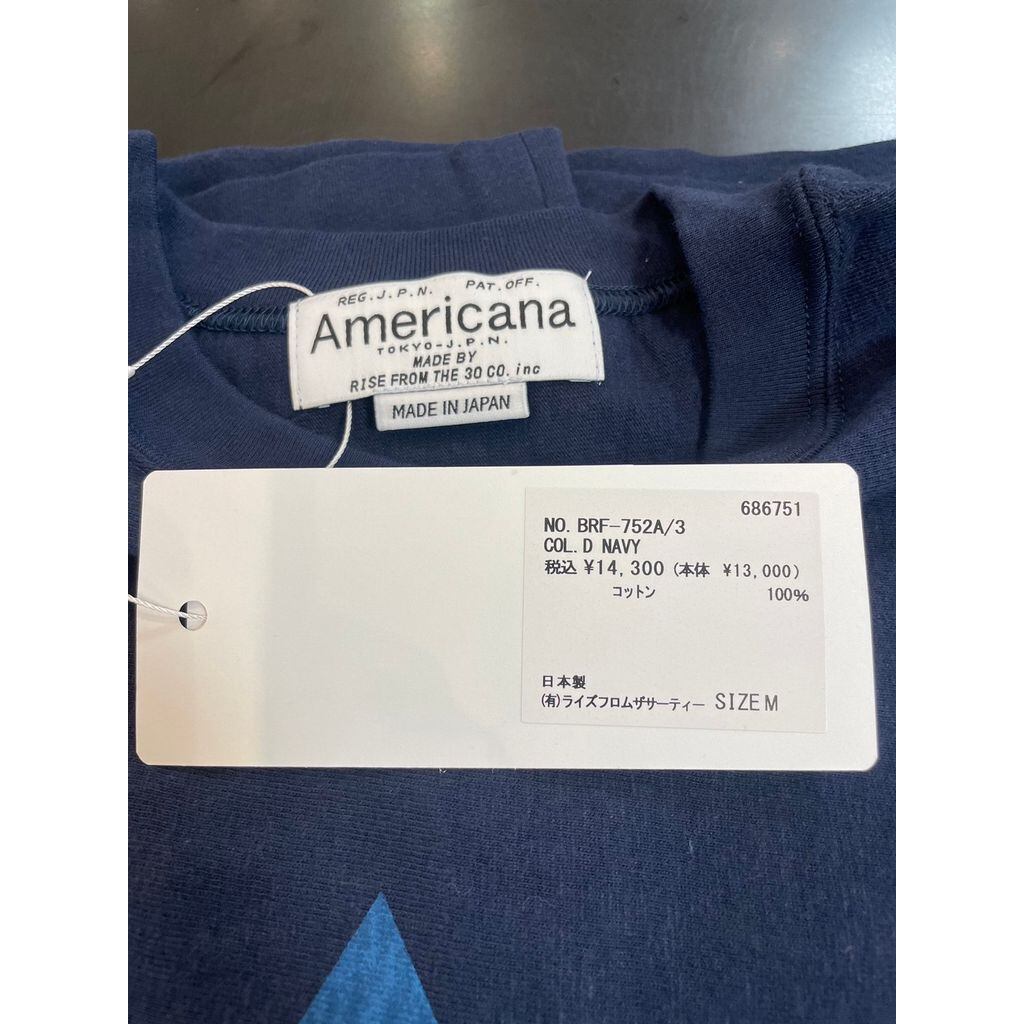 REG.J.P.N. PAT.OFF.
Americana
TOKYO-J.P.N.
MADE BY
RISE FROM THE 30 CO. inc
MADE IN JAPAN
686751
NO. BRF-752A/3
COL.D NAVY
税込 ¥14,300 (本体 ¥13,000)
コットン 100%
日本製
(有)ライズフロムザサーティー SIZE M